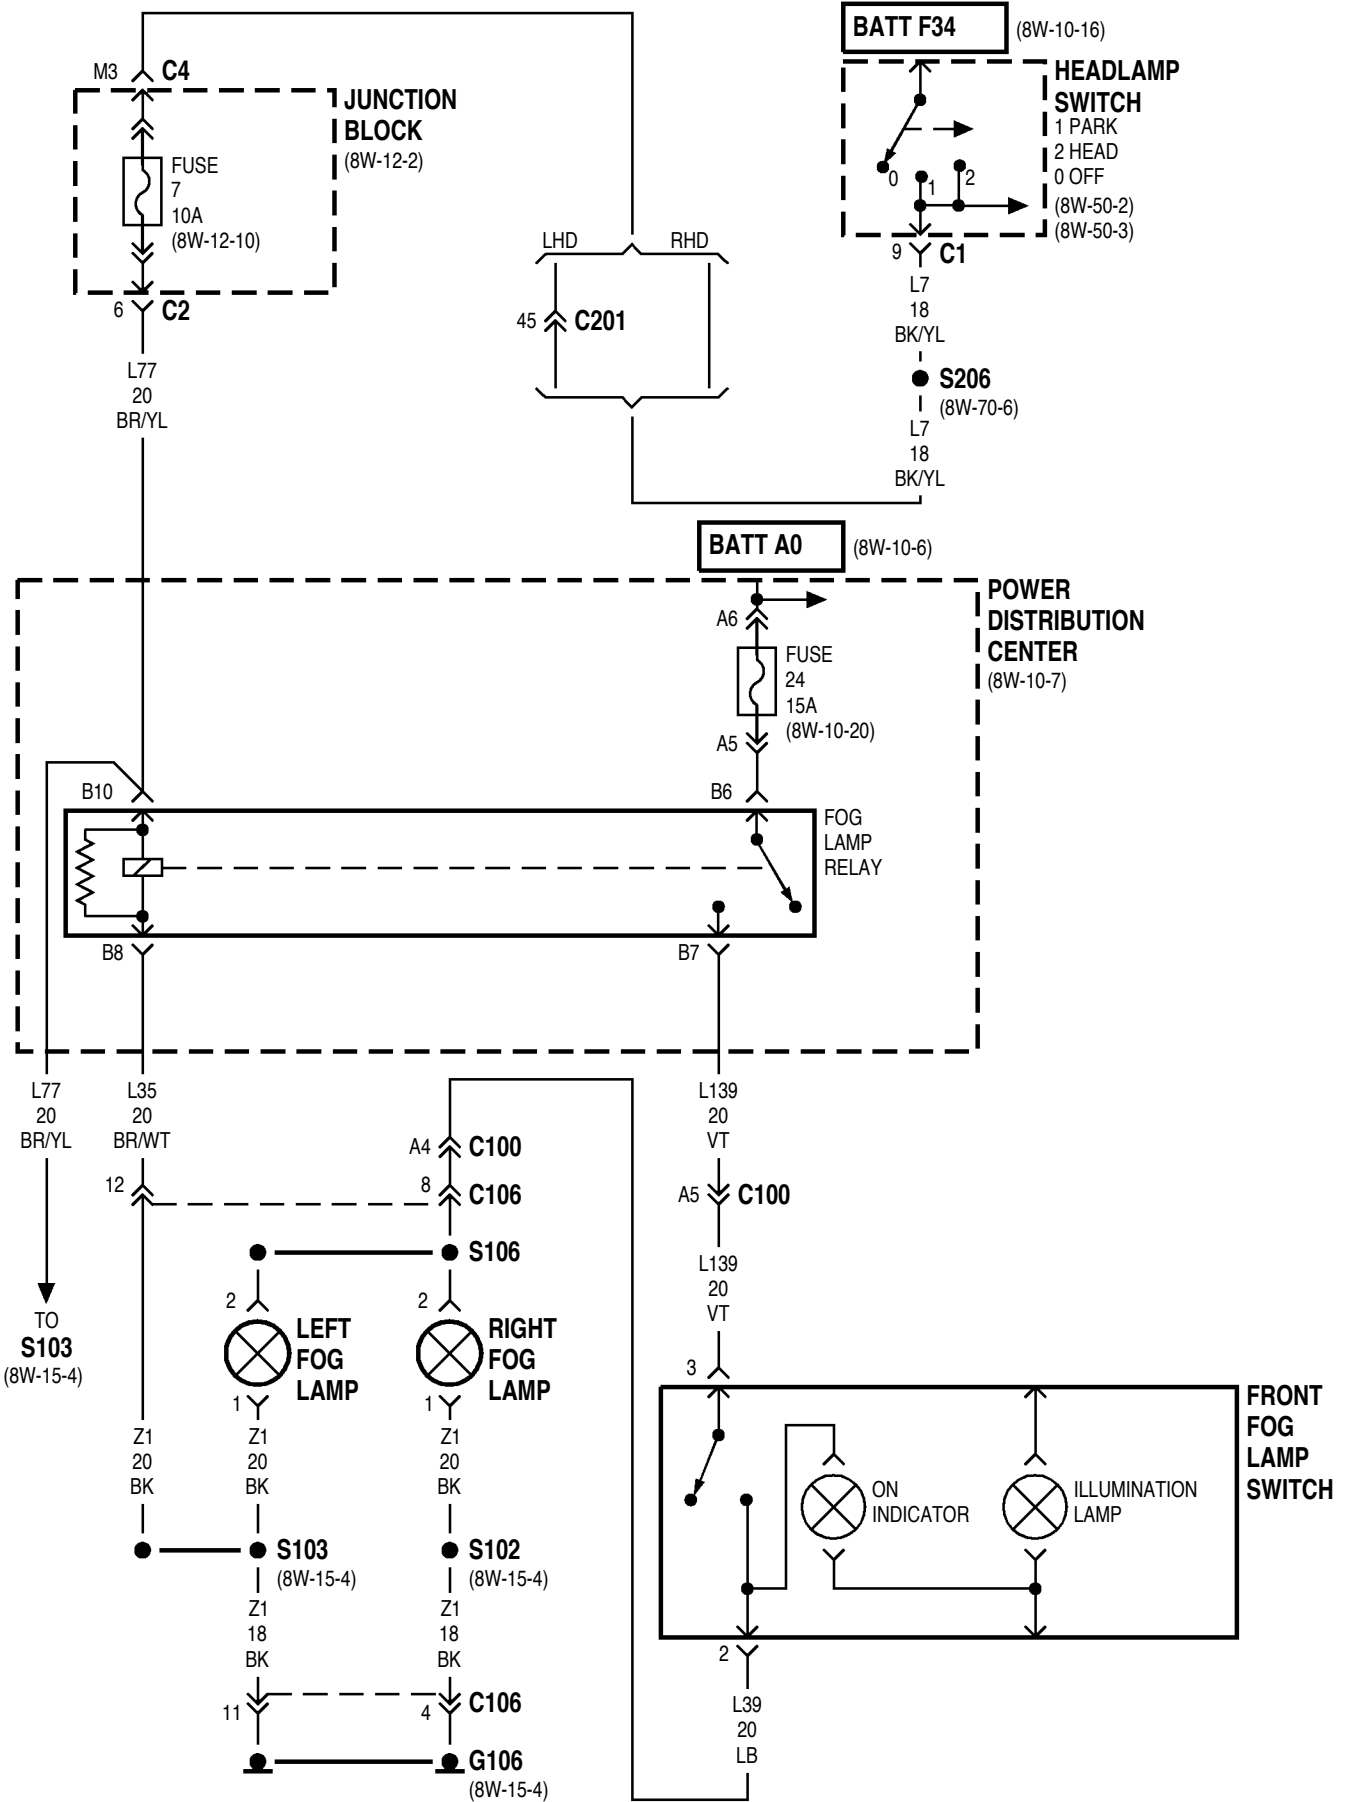 BATT F34
(8W-10-16)
M3
C4
JUNCTION
BLOCK
(8W-12-2)
FUSE
7
10A
(8W-12-10)
6
C2
L77
20
BR/YL
HEADLAMP
SWITCH
1 PARK
2 HEAD
0 OFF
(8W-50-2)
(8W-50-3)
0
1
2
9
C1
L7
18
BK/YL
LHD
RHD
45
C201
S206
(8W-70-6)
L7
18
BK/YL
BATT A0
(8W-10-6)
POWER
DISTRIBUTION
CENTER
(8W-10-7)
A6
FUSE
24
15A
(8W-10-20)
A5
B10
B6
FOG
LAMP
RELAY
B8
B7
L77
20
BR/YL
L35
20
BR/WT
L139
20
VT
A4
C100
12
8
C106
A5
C100
S106
L139
20
VT
2
2
LEFT
FOG
LAMP
RIGHT
FOG
LAMP
TO
S103
(8W-15-4)
1
1
3
FRONT
FOG
LAMP
SWITCH
Z1
20
BK
Z1
20
BK
Z1
20
BK
ON
INDICATOR
ILLUMINATION
LAMP
S103
(8W-15-4)
S102
(8W-15-4)
Z1
18
BK
Z1
18
BK
2
11
4
C106
L39
20
LB
G106
(8W-15-4)